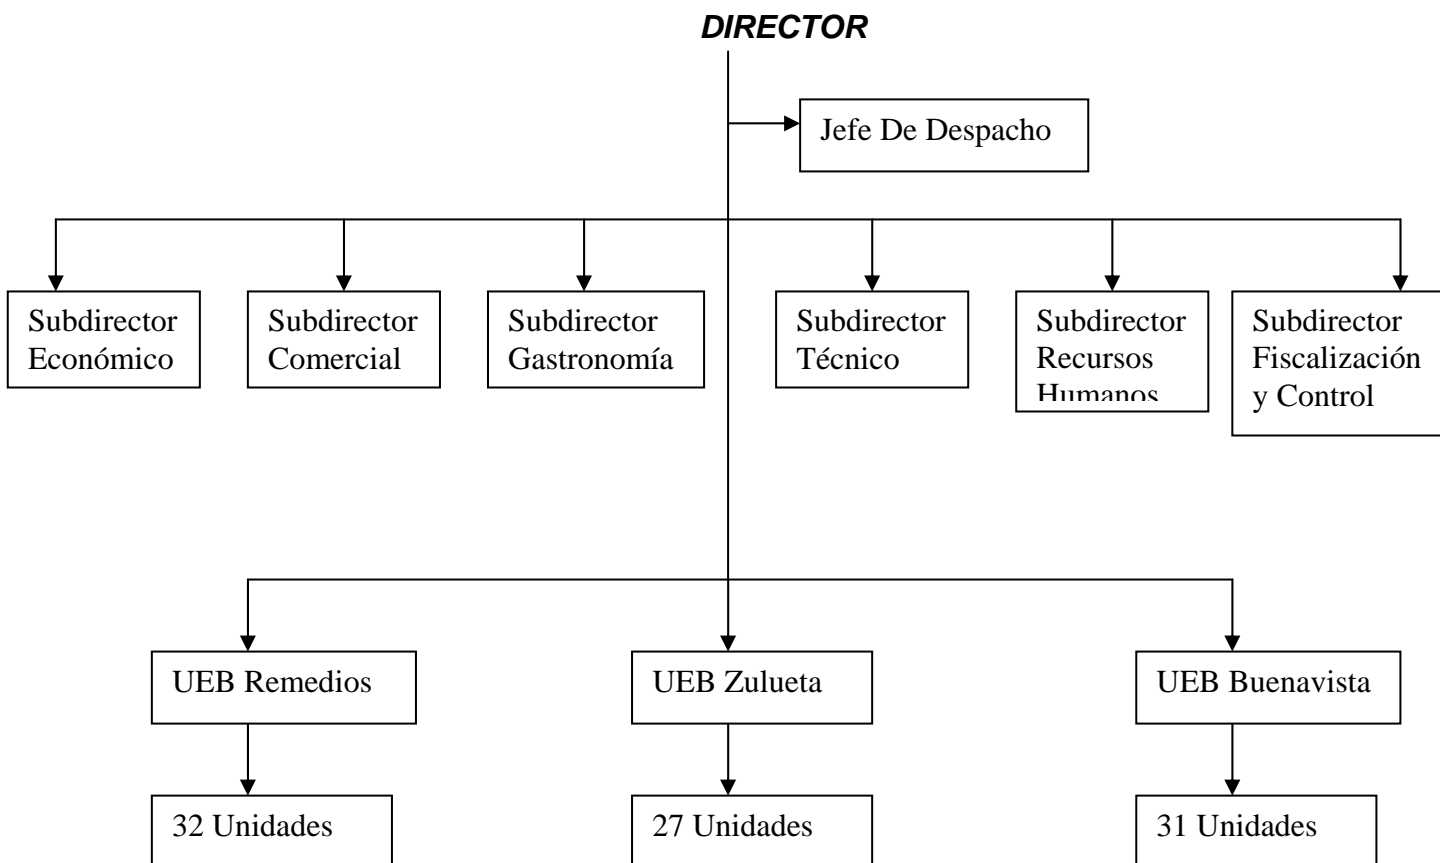 DIRECTOR
Jefe De Despacho
Subdirector
Económico
Subdirector
Comercial
Subdirector
Gastronomía
Subdirector
Técnico
Subdirector
Recursos
Humanos
Subdirector
Fiscalización
y Control
UEB Remedios
UEB Zulueta
UEB Buenavista
32 Unidades
27 Unidades
31 Unidades